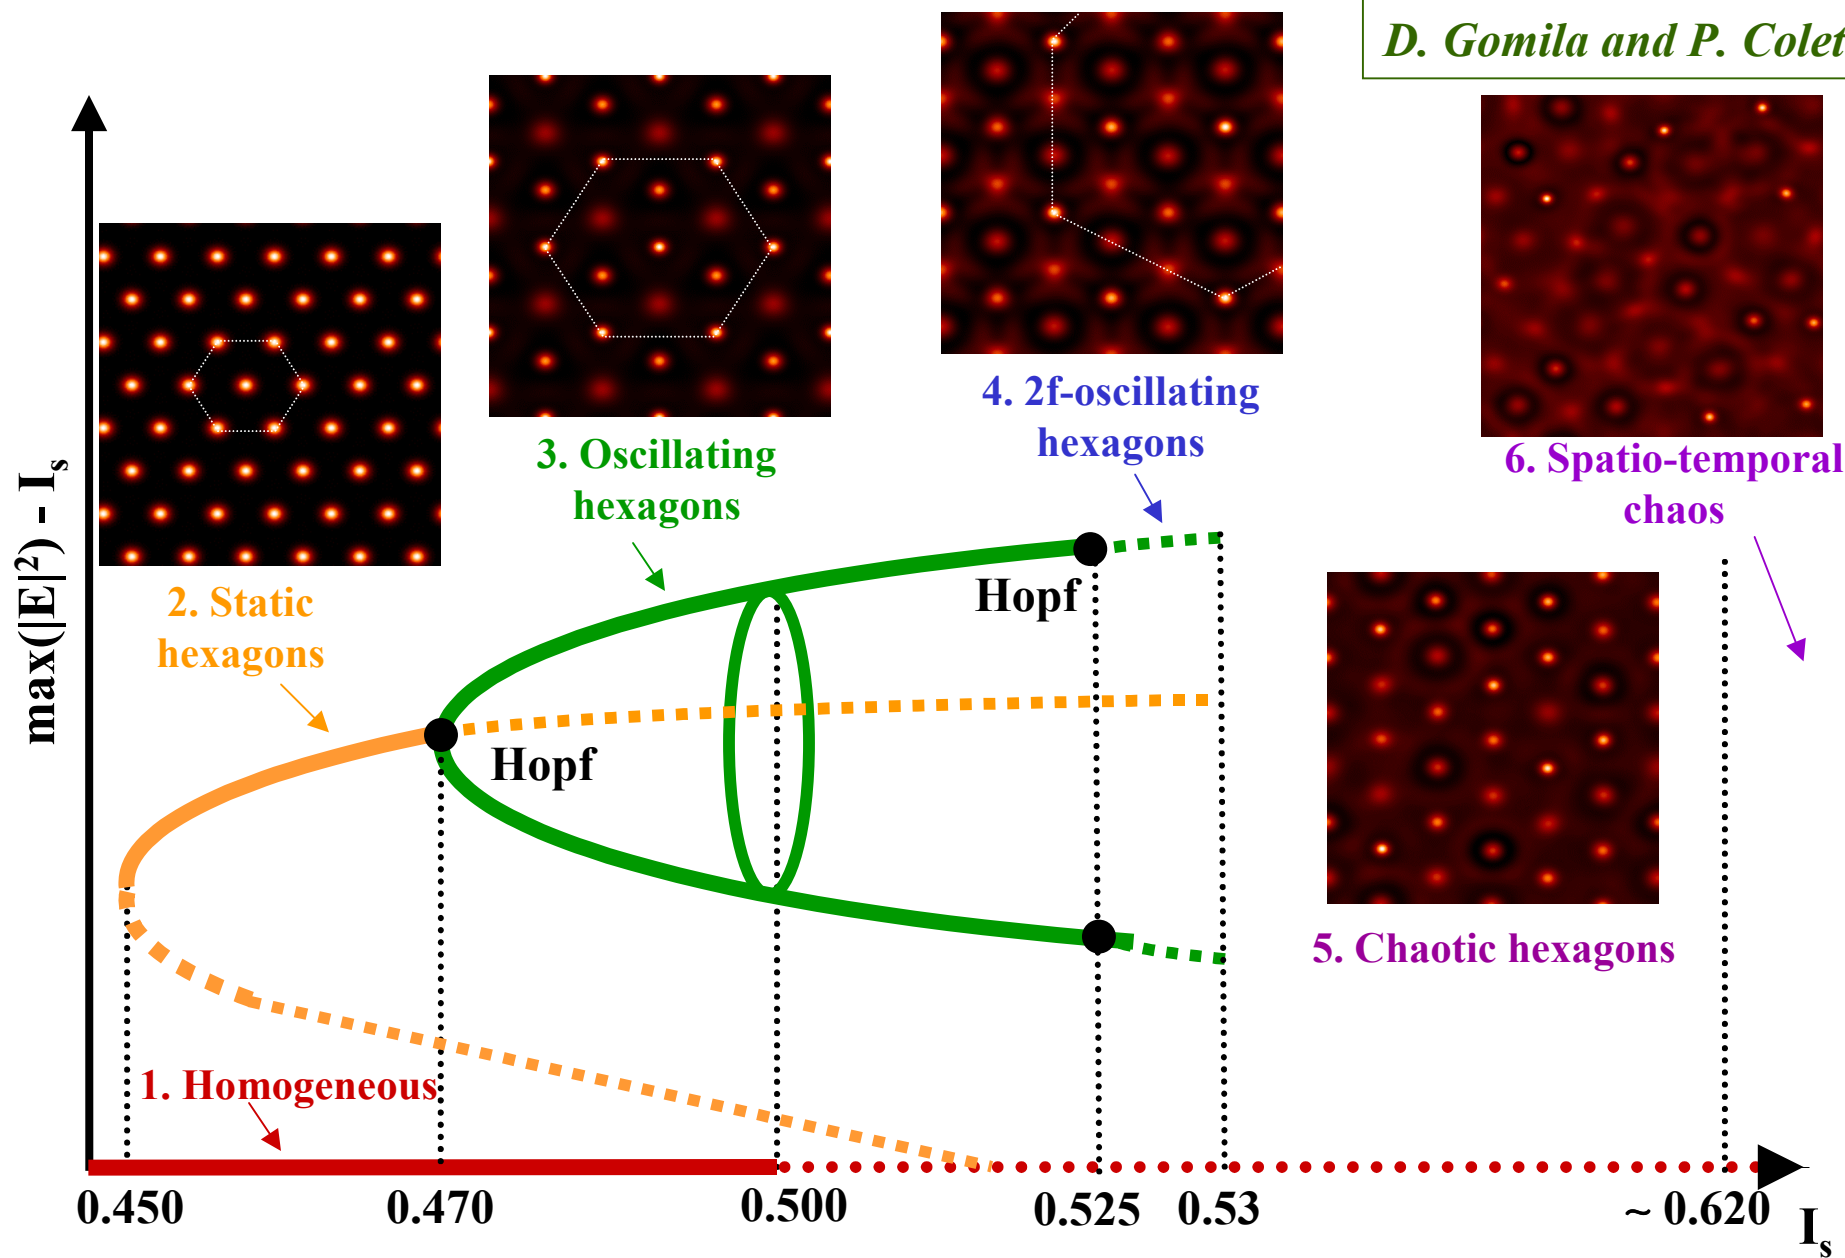 D. Gomila and P. Colet
4. 2f-oscillating
hexagons
3. Oscillating
hexagons
6. Spatio-temporal
chaos
max(|E|²) - Iₛ
2. Static
hexagons
Hopf
Hopf
5. Chaotic hexagons
1. Homogeneous
0.450 0.470 0.500 0.525 0.53 ~ 0.620 Iₛ